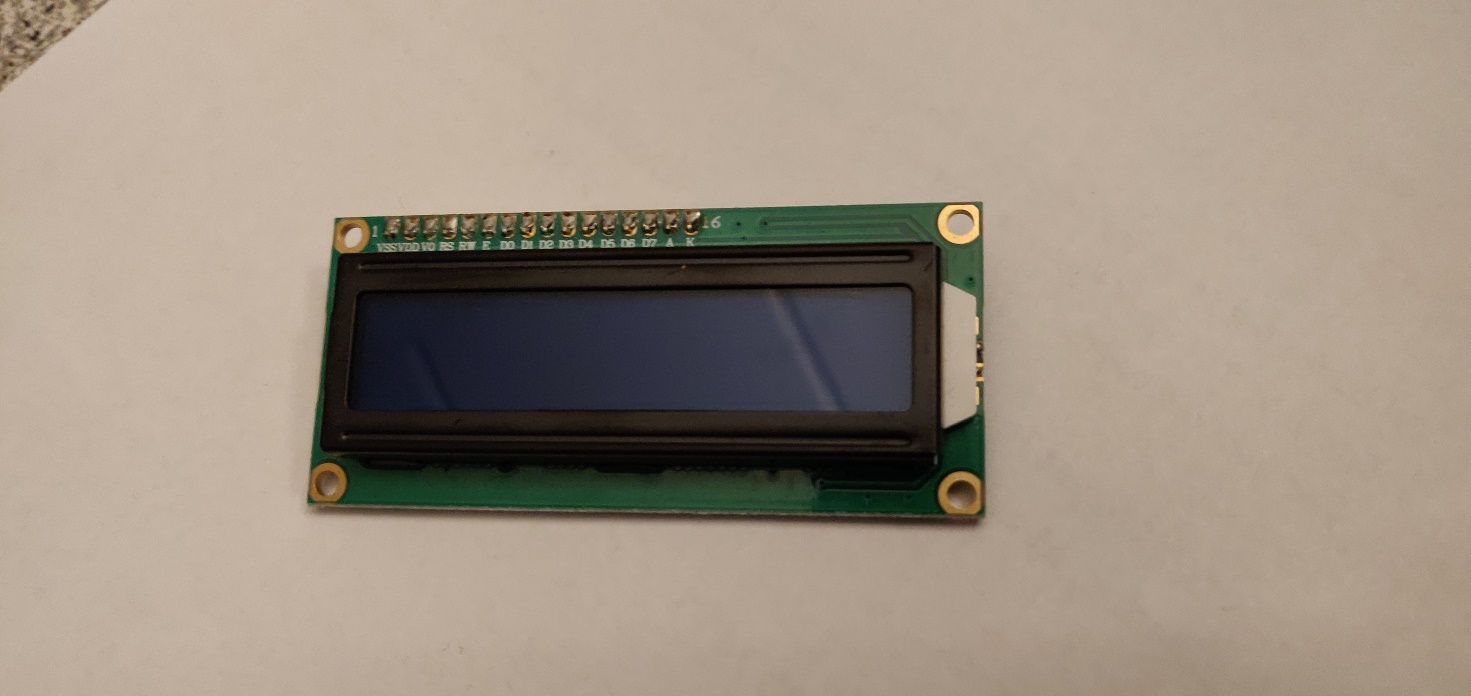 1 16
VSS VDD V0 RS RW E D0 D1 D2 D3 D4 D5 D6 D7 A K